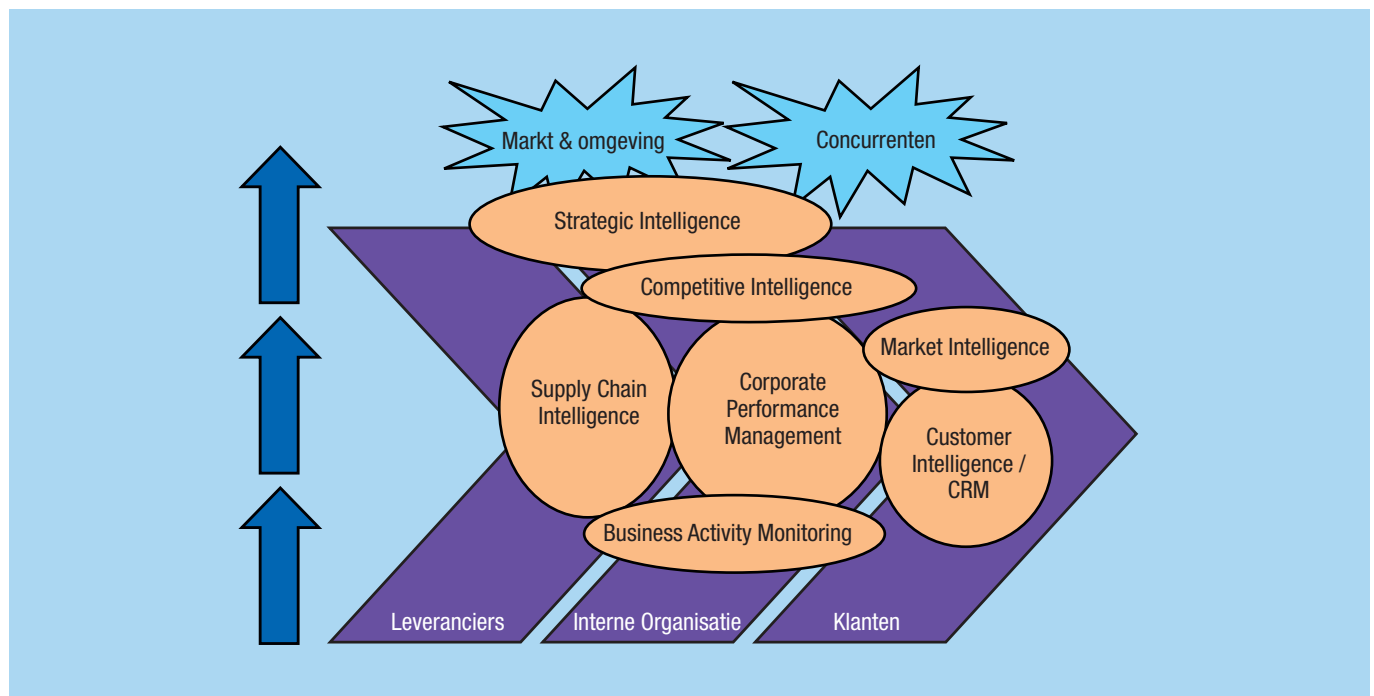 Markt & omgeving
Concurrenten
Strategic Intelligence
Competitive Intelligence
Market Intelligence
Supply Chain
Intelligence
Corporate
Performance
Management
Customer
Intelligence /
CRM
Business Activity Monitoring
Leveranciers
Interne Organisatie
Klanten